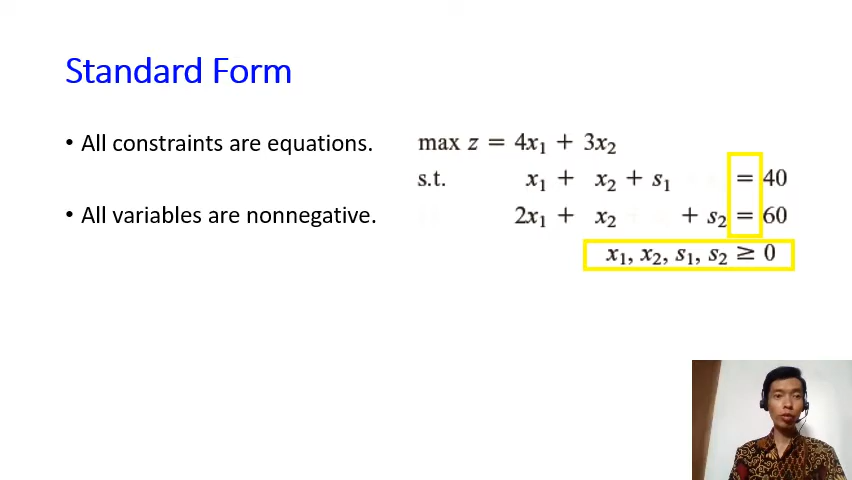 Standard Form
• All constraints are equations.
• All variables are nonnegative.
max z = 4x₁ + 3x₂
s.t. x₁ + x₂ + s₁ = 40
2x₁ + x₂ + s₂ = 60
x₁, x₂, s₁, s₂ ≥ 0